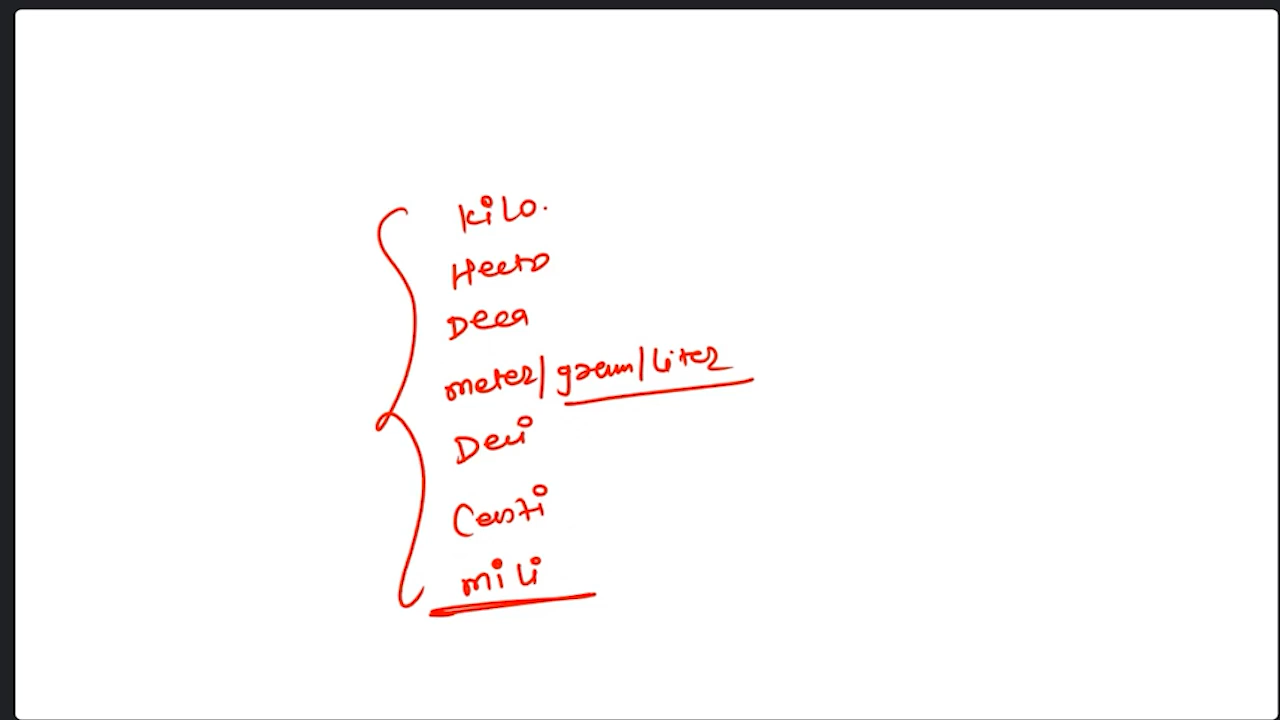 Kilo.
Hecto
Deca
meter/gram/Liter
Deci
Centi
mili